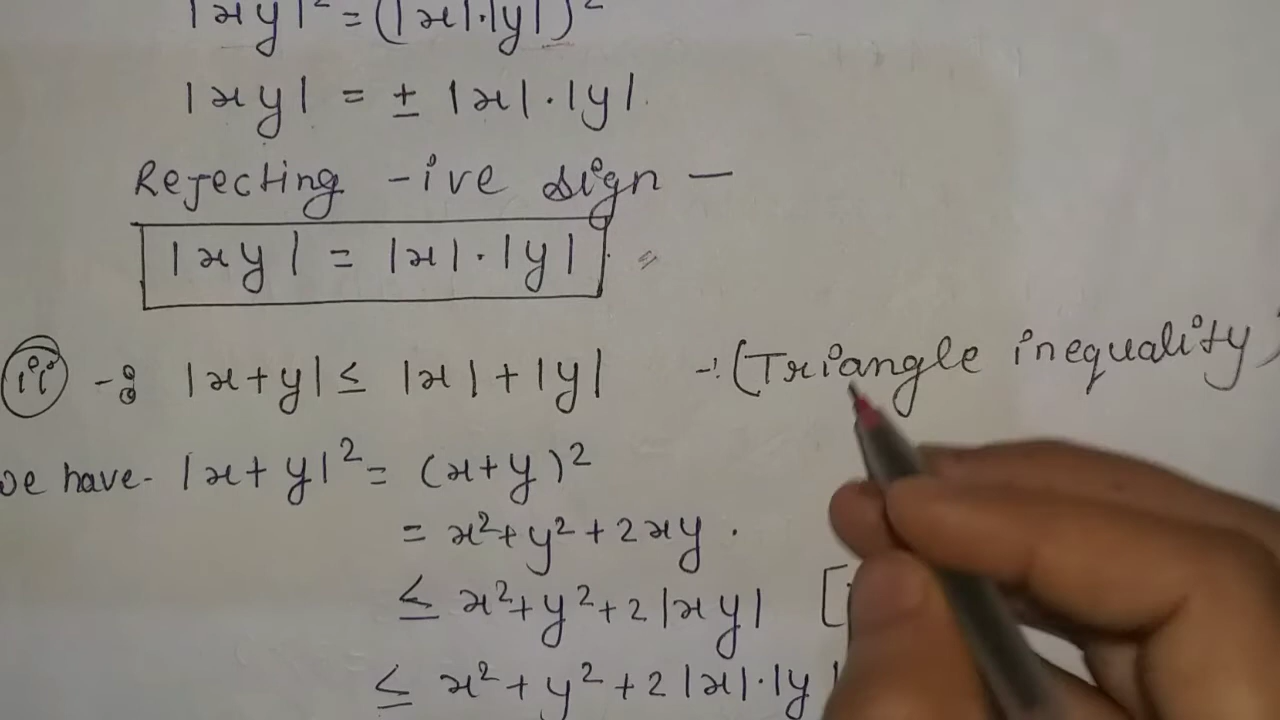 |xy|² = (|x|·|y|)²
|xy| = ± |x|·|y|.
Rejecting -ive sign —
|xy| = |x|·|y|
(ii) -: |x+y| ≤ |x|+|y| -: (Triangle inequality)
we have- |x+y|² = (x+y)²
= x²+y²+2xy.
≤ x²+y²+2|xy| [
≤ x²+y²+2|x|·|y|